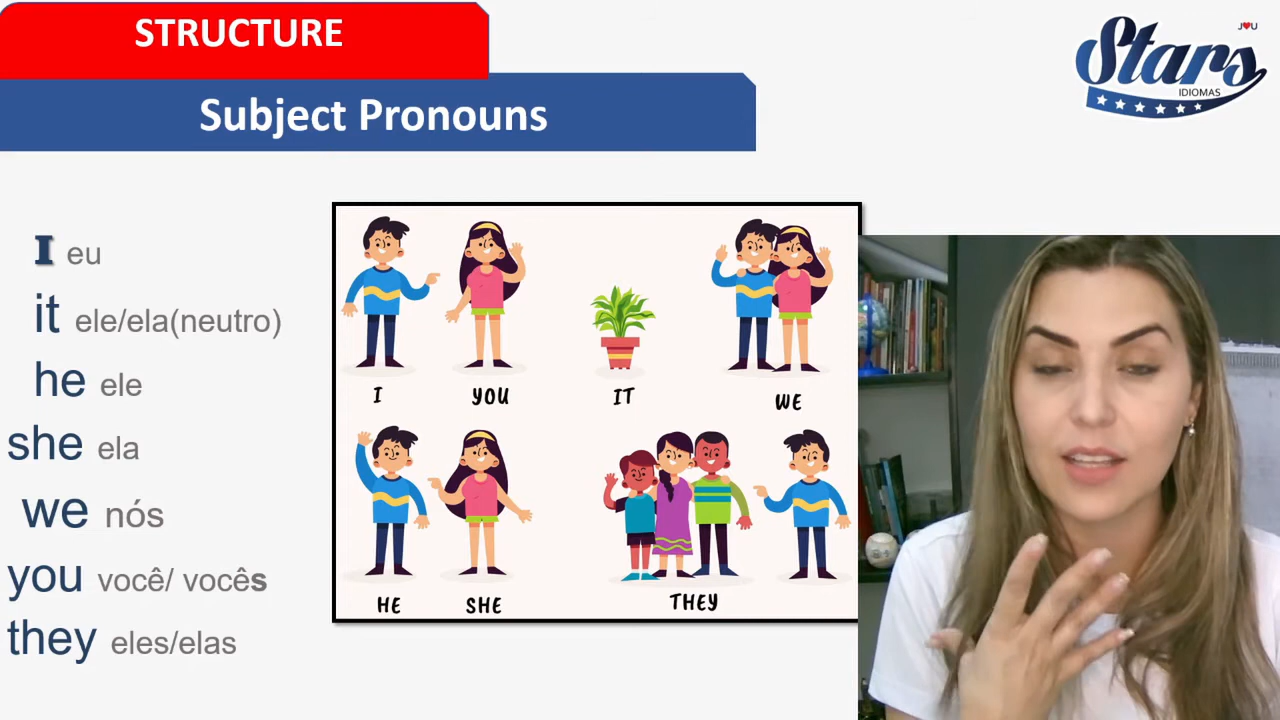 STRUCTURE
Subject Pronouns
J♥U
Stars
IDIOMAS
I eu
it ele/ela(neutro)
he ele
she ela
we nós
you você/ vocês
they eles/elas
I YOU IT WE
HE SHE THEY